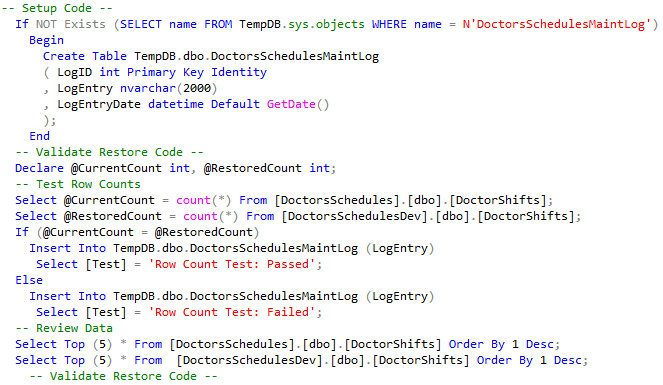 -- Setup Code --
If NOT Exists (SELECT name FROM TempDB.sys.objects WHERE name = N'DoctorsSchedulesMaintLog')
Begin
Create Table TempDB.dbo.DoctorsSchedulesMaintLog
( LogID int Primary Key Identity
, LogEntry nvarchar(2000)
, LogEntryDate datetime Default GetDate()
);
End
-- Validate Restore Code --
Declare @CurrentCount int, @RestoredCount int;
-- Test Row Counts
Select @CurrentCount = count(*) From [DoctorsSchedules].[dbo].[DoctorShifts];
Select @RestoredCount = count(*) From [DoctorsSchedulesDev].[dbo].[DoctorShifts];
If (@CurrentCount = @RestoredCount)
Insert Into TempDB.dbo.DoctorsSchedulesMaintLog (LogEntry)
Select [Test] = 'Row Count Test: Passed';
Else
Insert Into TempDB.dbo.DoctorsSchedulesMaintLog (LogEntry)
Select [Test] = 'Row Count Test: Failed';
-- Review Data
Select Top (5) * From [DoctorsSchedules].[dbo].[DoctorShifts] Order By 1 Desc;
Select Top (5) * From  [DoctorsSchedulesDev].[dbo].[DoctorShifts] Order By 1 Desc;
-- Validate Restore Code --